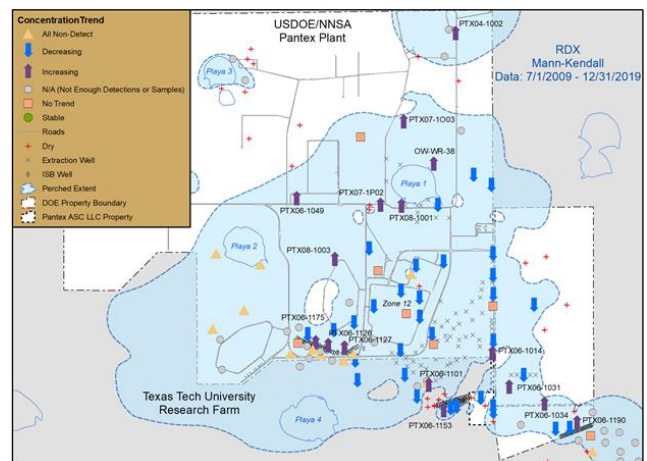 ConcentrationTrend
All Non-Detect
Decreasing
Increasing
N/A (Not Enough Detections or Samples)
No Trend
Stable
Roads
Dry
Extraction Well
ISB Well
Perched Extent
DOE Property Boundary
Pantex ASC LLC Property
USDOE/NNSA
Pantex Plant
PTX04-1002
RDX
Mann-Kendall
Data: 7/1/2009 - 12/31/2019
Playa 3
PTX07-1O03
OW-WR-38
Playa 1
PTX07-1P02
PTX06-1049
PTX08-1001
Playa 2
PTX08-1003
Zone 12
PTX06-1175
PTX06-1126
PTX06-1127
PTX06-1014
PTX06-1101
PTX06-1031
Texas Tech University
Research Farm
Playa 4
PTX06-1153
PTX06-1034
PTX06-1190